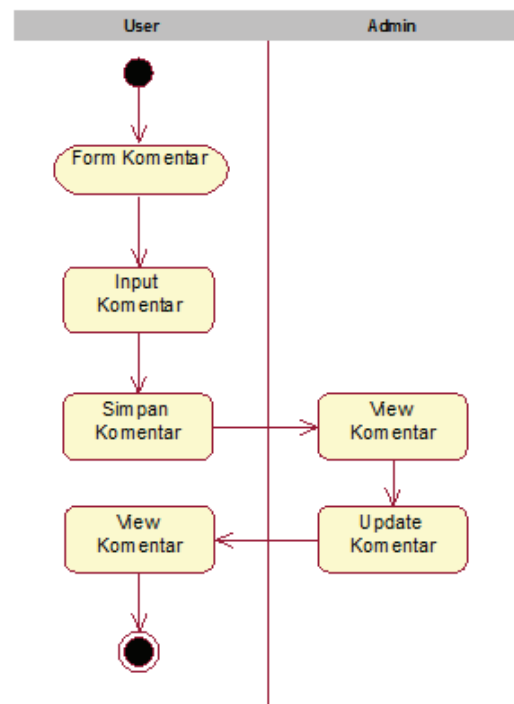 User
Admin
Form Komentar
Input
Komentar
Simpan
Komentar
View
Komentar
View
Komentar
Update
Komentar